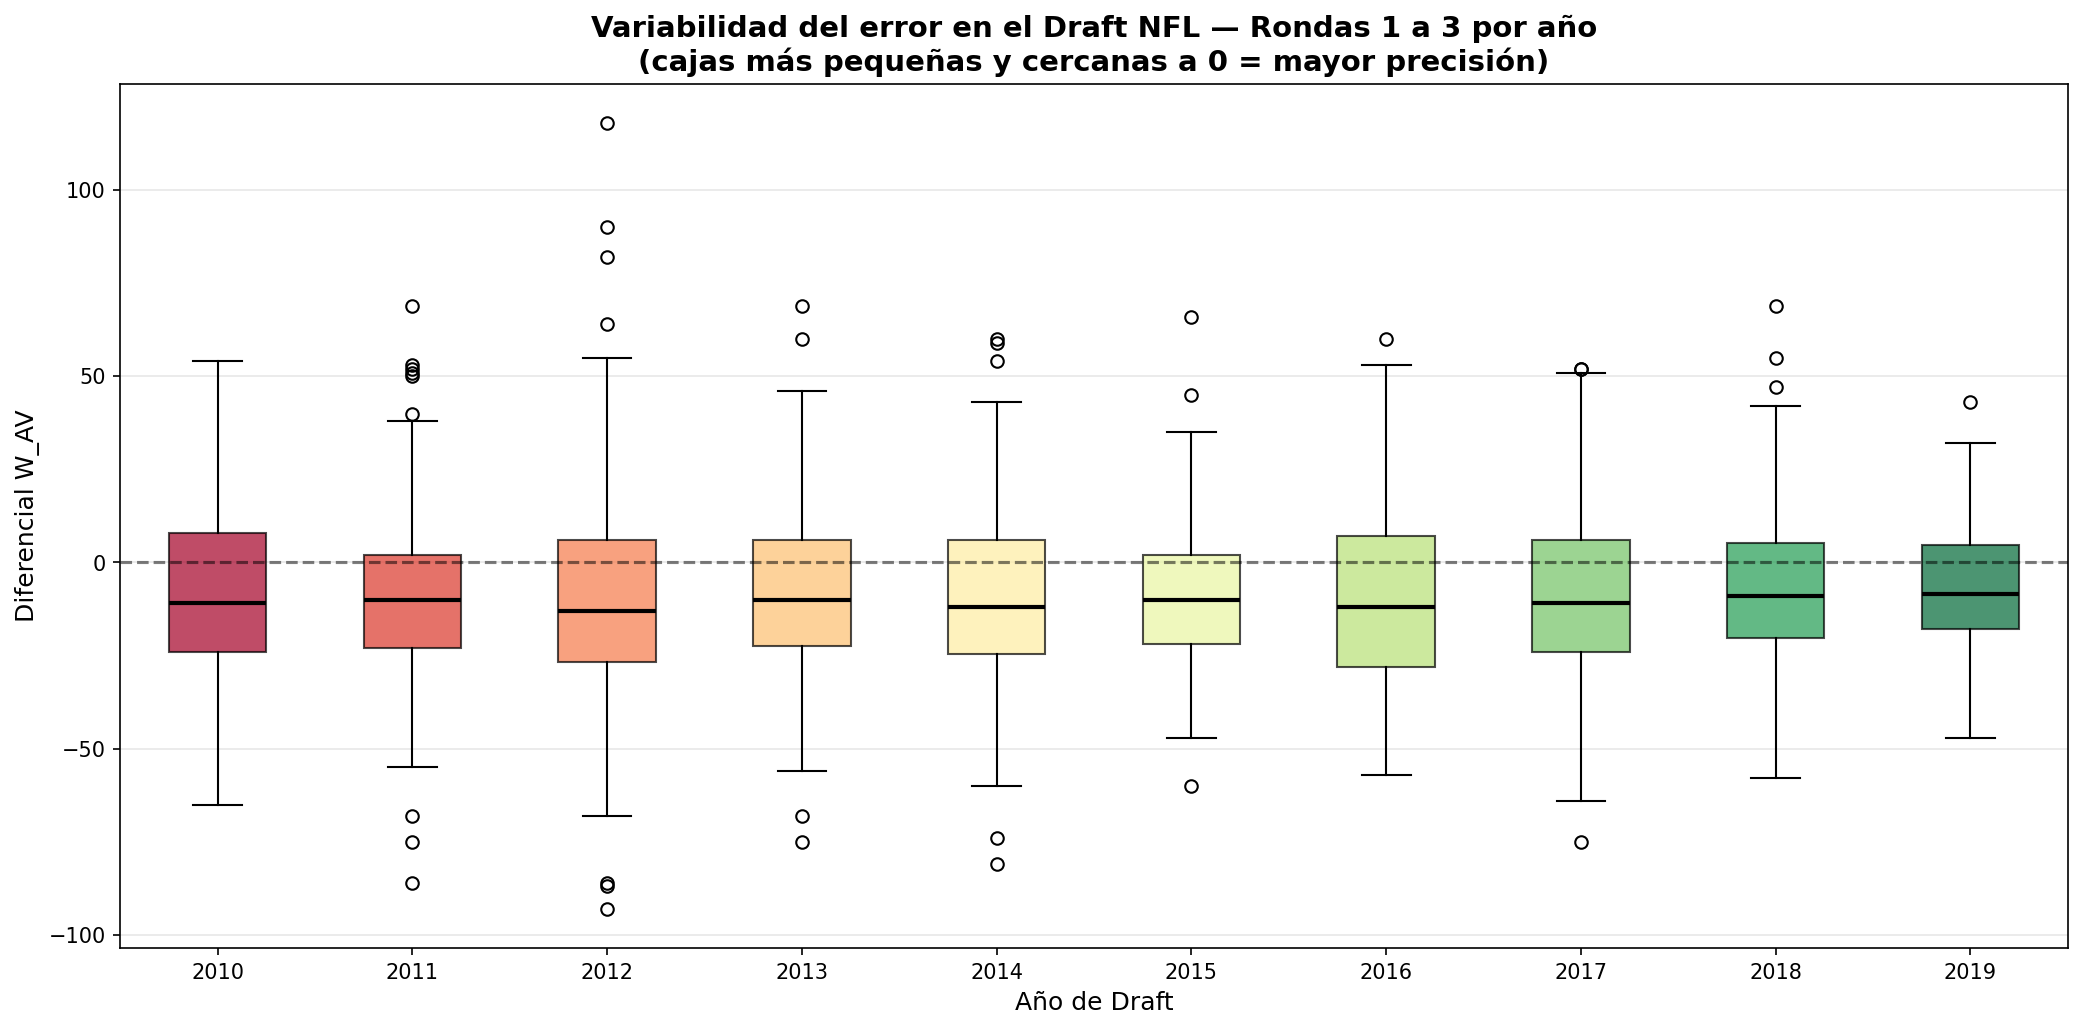 Variabilidad del error en el Draft NFL — Rondas 1 a 3 por año
(cajas más pequeñas y cercanas a 0 = mayor precisión)
Diferencial W_AV
100
50
0
−50
−100
2010 2011 2012 2013 2014 2015 2016 2017 2018 2019
Año de Draft